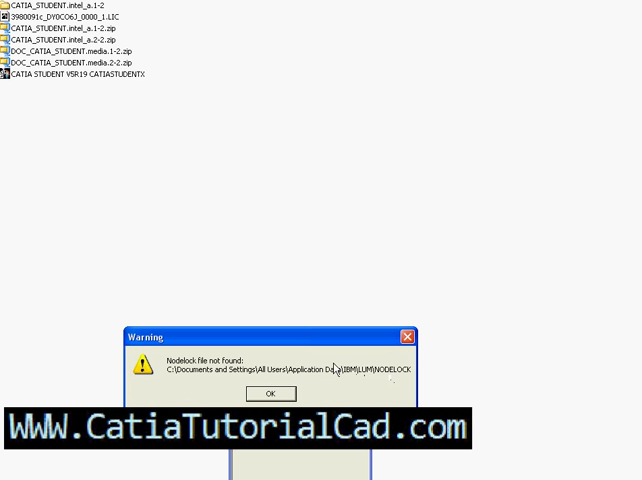 CATIA_STUDENT.intel_a.1-2
3980091c_DY0CO6J_0000_1.LIC
CATIA_STUDENT.intel_a.1-2.zip
CATIA_STUDENT.intel_a.2-2.zip
DOC_CATIA_STUDENT.media.1-2.zip
DOC_CATIA_STUDENT.media.2-2.zip
CATIA STUDENT V5R19 CATIASTUDENTX
Warning
Nodelock file not found:
C:\Documents and Settings\All Users\Application Data\IBM\LUM\NODELOCK
OK
WWW.CatiaTutorialCad.com